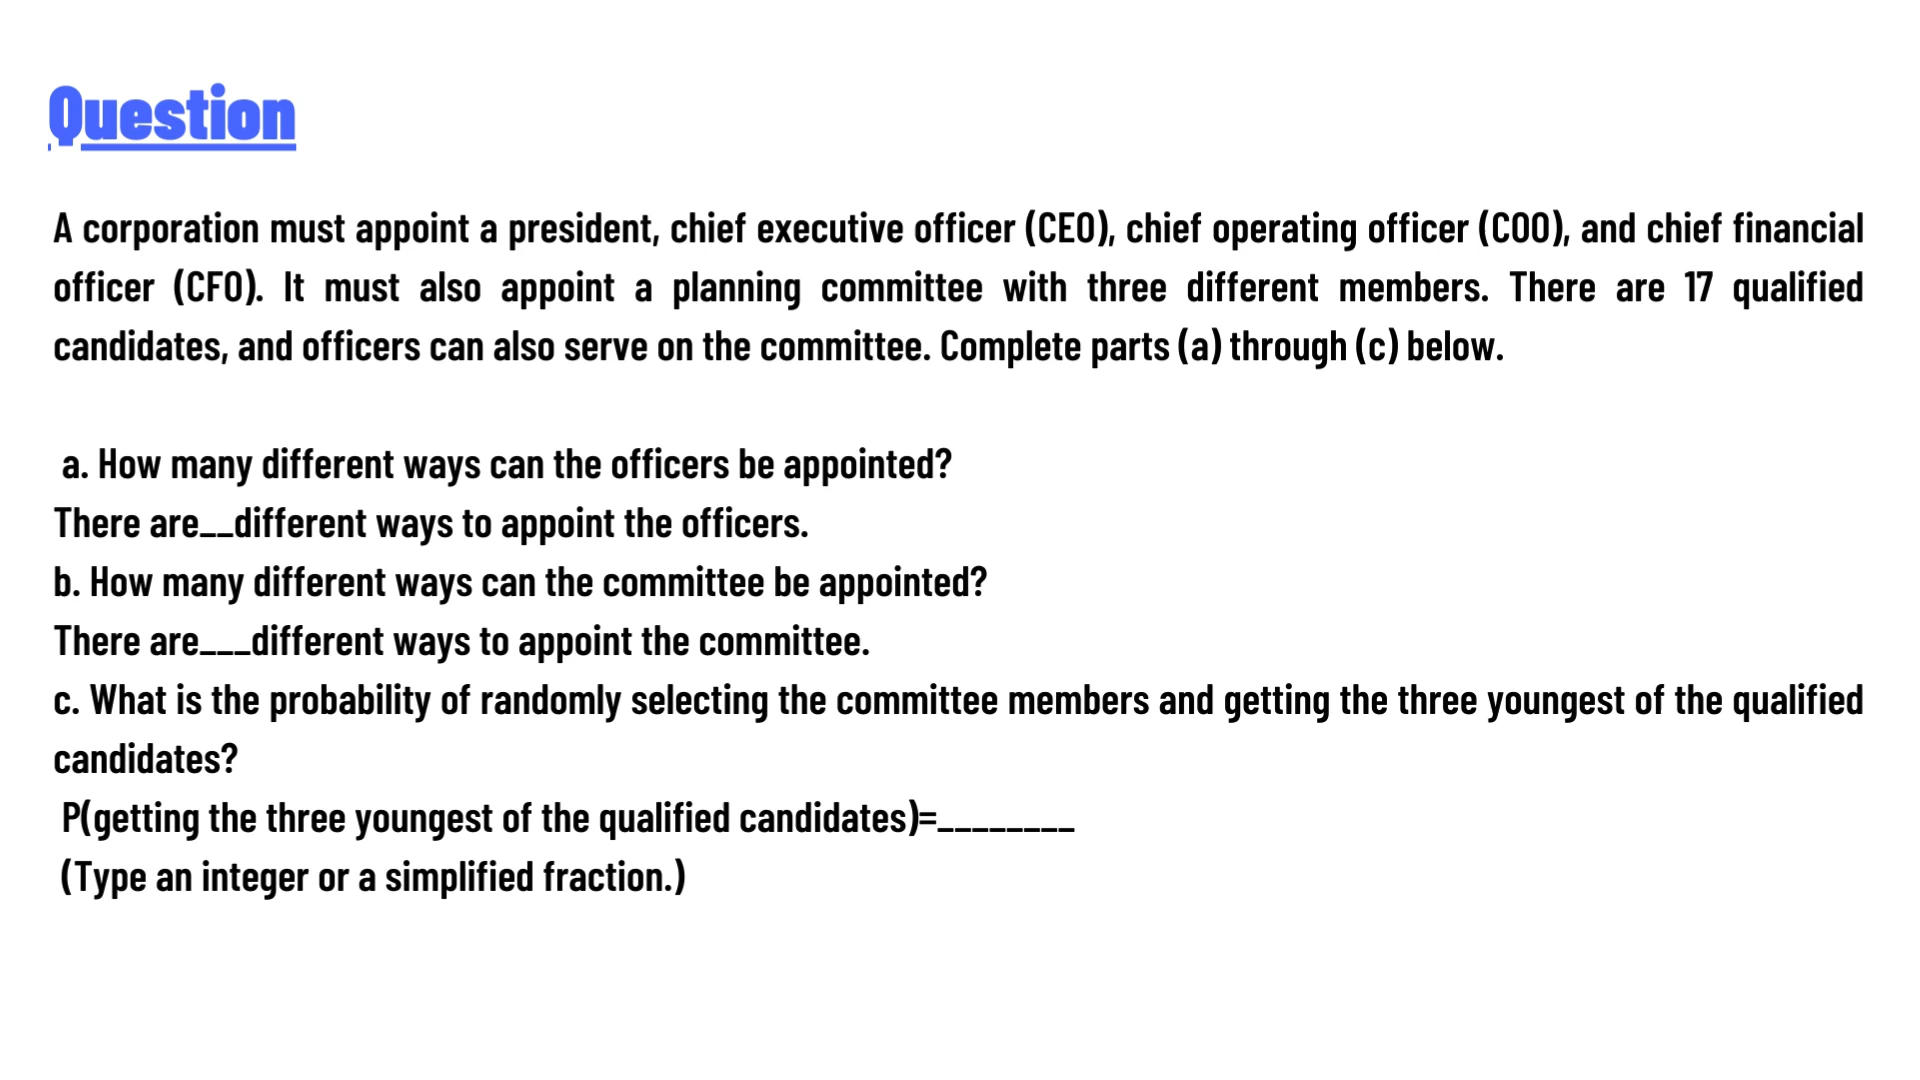 Question
A corporation must appoint a president, chief executive officer (CEO), chief operating officer (COO), and chief financial
officer (CFO). It must also appoint a planning committee with three different members. There are 17 qualified
candidates, and officers can also serve on the committee. Complete parts (a) through (c) below.
a. How many different ways can the officers be appointed?
There are__different ways to appoint the officers.
b. How many different ways can the committee be appointed?
There are___different ways to appoint the committee.
c. What is the probability of randomly selecting the committee members and getting the three youngest of the qualified
candidates?
P(getting the three youngest of the qualified candidates)=________
(Type an integer or a simplified fraction.)